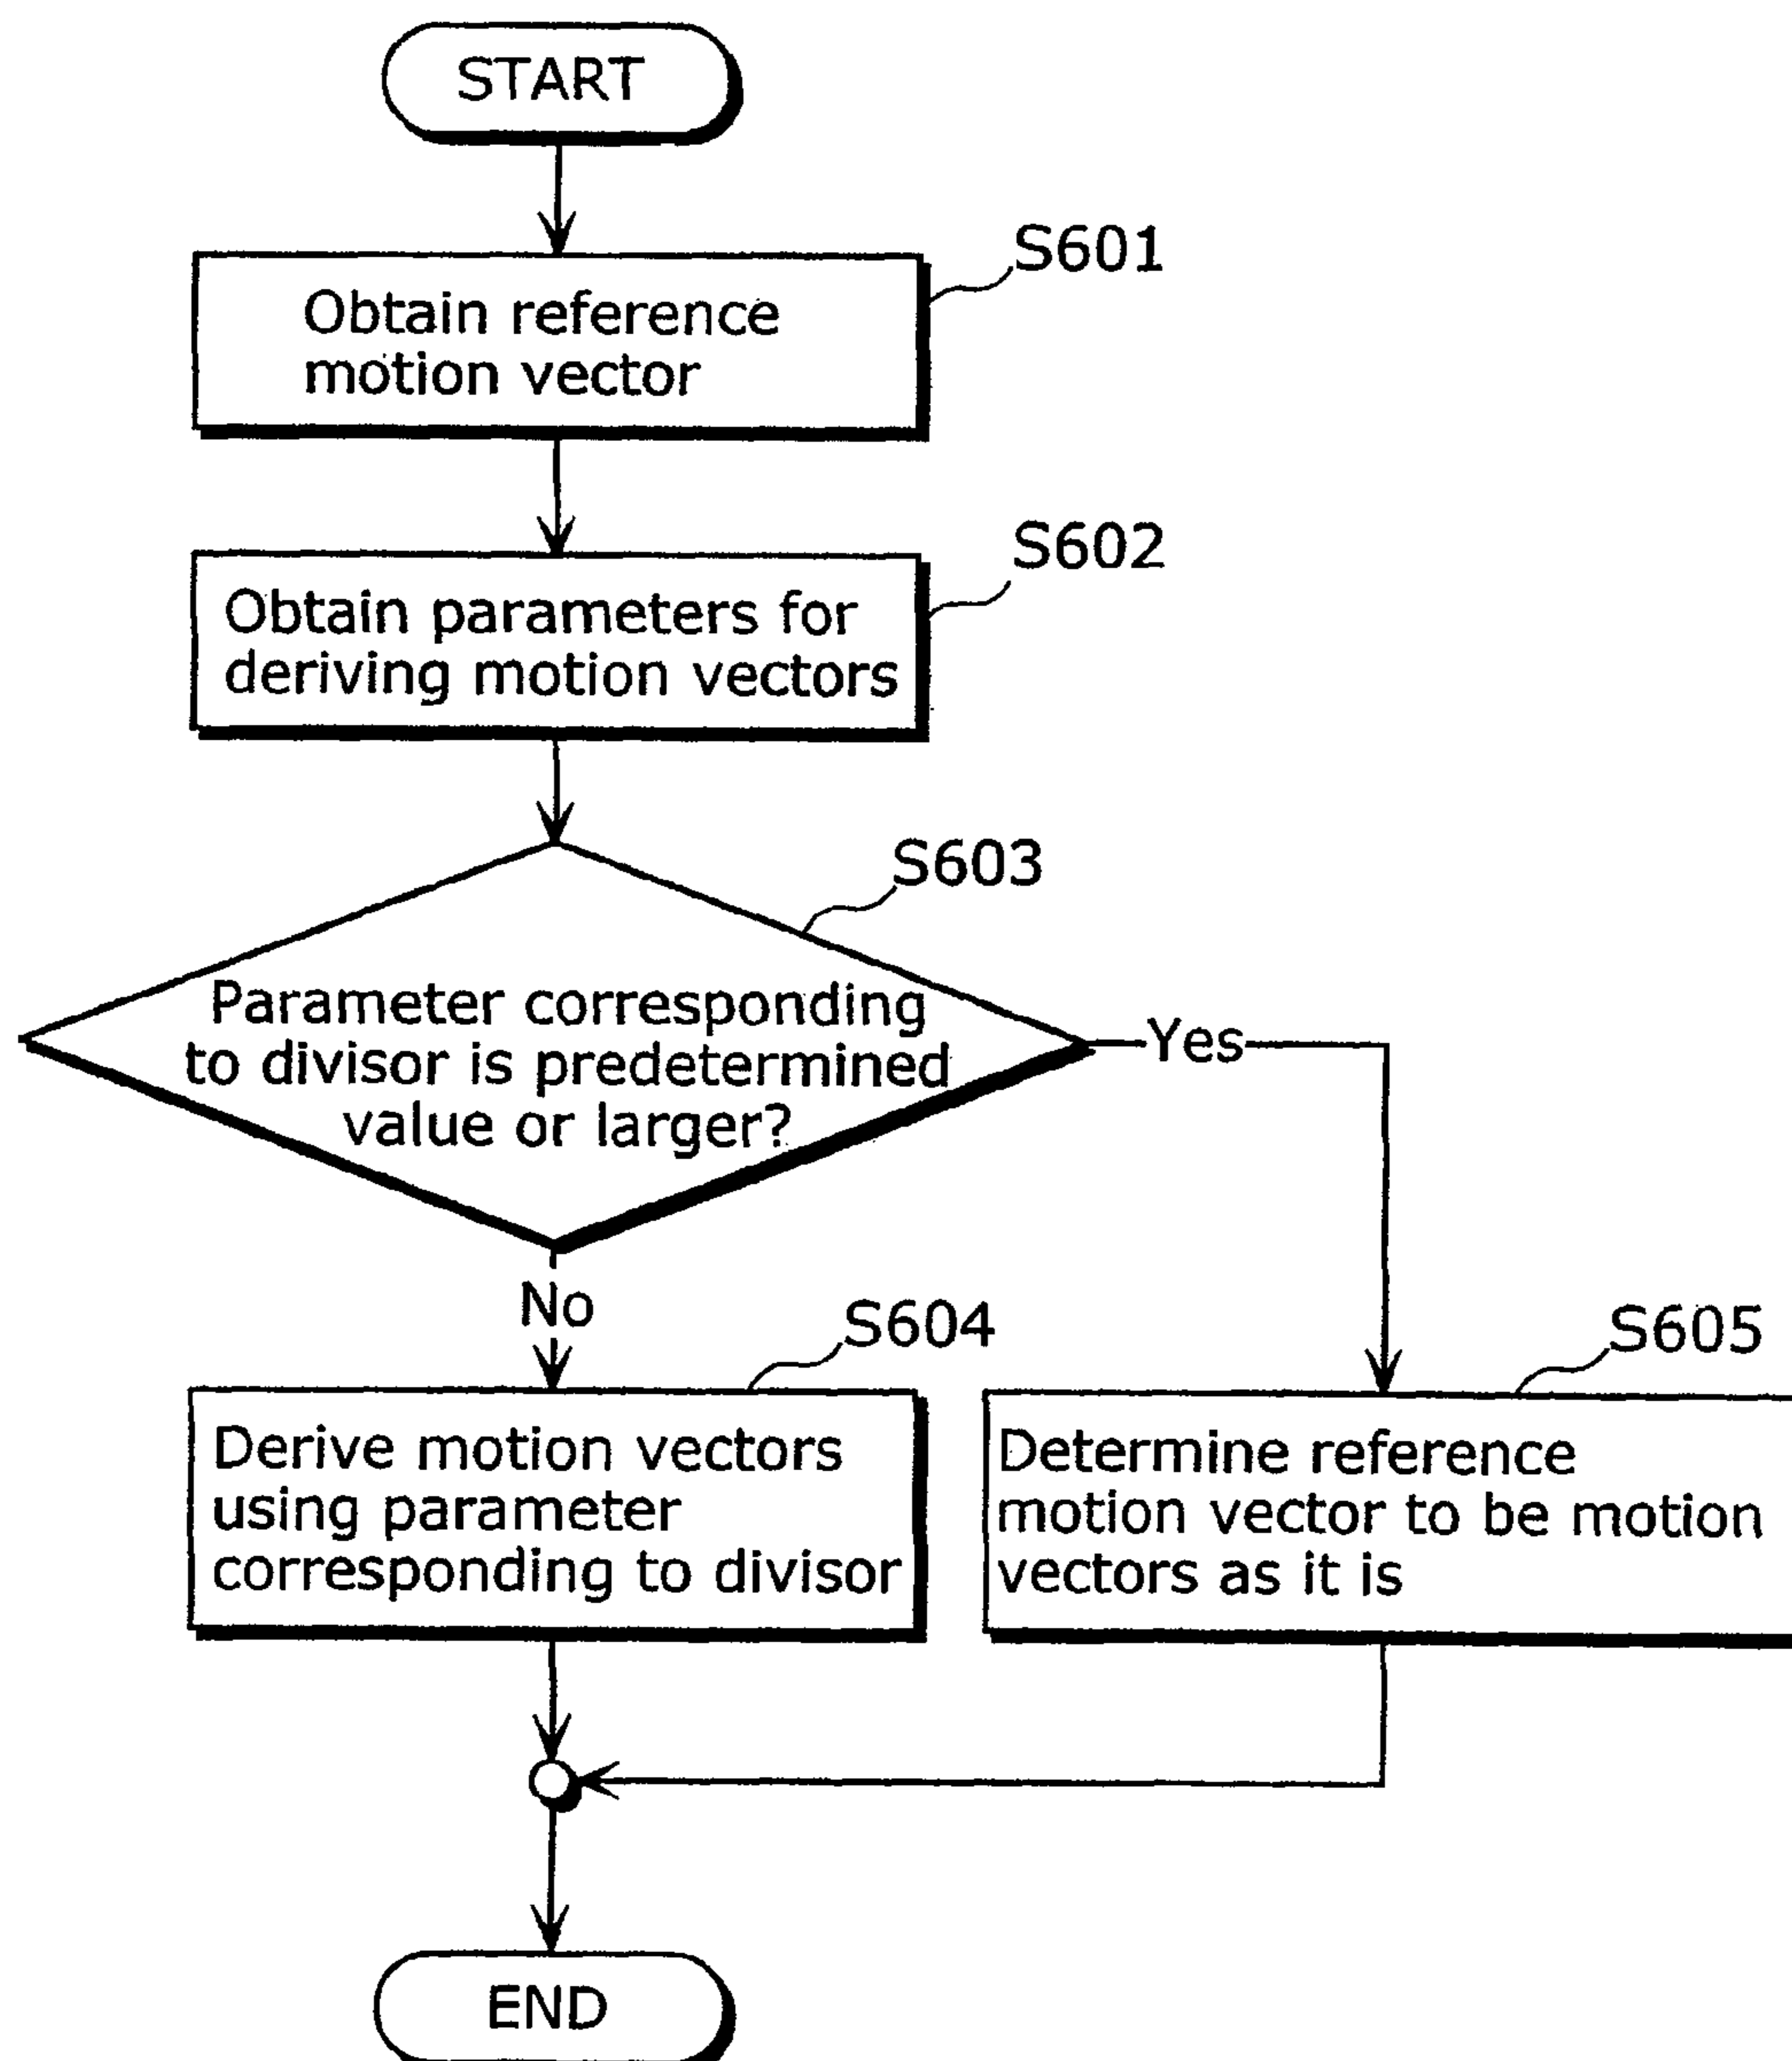 START
S601
Obtain reference
motion vector
S602
Obtain parameters for
deriving motion vectors
S603
Parameter corresponding
to divisor is predetermined
value or larger?
Yes
No
S604
Derive motion vectors
using parameter
corresponding to divisor
S605
Determine reference
motion vector to be motion
vectors as it is
END